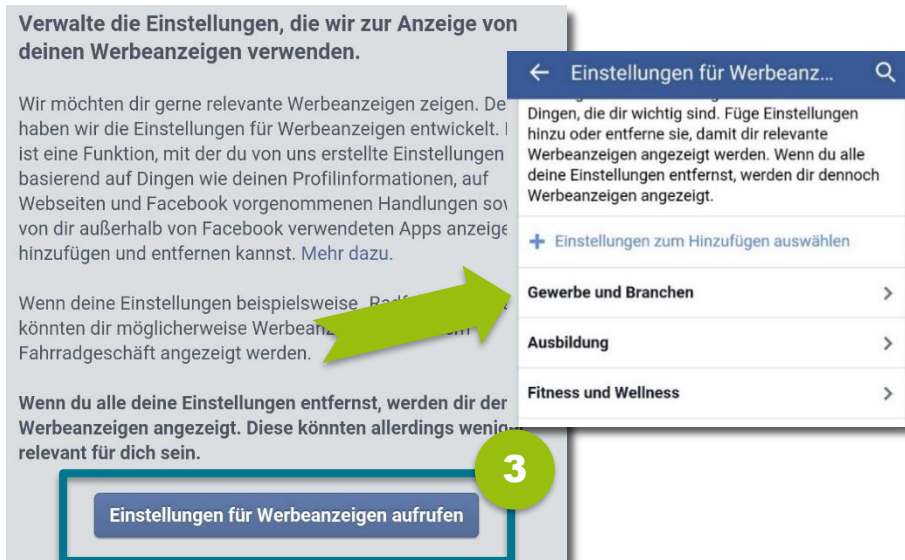 Verwalte die Einstellungen, die wir zur Anzeige von
deinen Werbeanzeigen verwenden.
Wir möchten dir gerne relevante Werbeanzeigen zeigen. De
haben wir die Einstellungen für Werbeanzeigen entwickelt.
ist eine Funktion, mit der du von uns erstellte Einstellungen
basierend auf Dingen wie deinen Profilinformationen, auf
Webseiten und Facebook vorgenommenen Handlungen sow
von dir außerhalb von Facebook verwendeten Apps anzeige
hinzufügen und entfernen kannst. Mehr dazu.
Wenn deine Einstellungen beispielsweise
könnten dir möglicherweise
Fahrradgeschäft angezeigt werden.
Wenn du alle deine Einstellungen entfernst, werden dir der
Werbeanzeigen angezeigt. Diese könnten allerdings weniger
relevant für dich sein.
3
Einstellungen für Werbeanzeigen aufrufen
Einstellungen für Werbeanz...
Dingen, die dir wichtig sind. Füge Einstellungen
hinzu oder entferne sie, damit dir relevante
Werbeanzeigen angezeigt werden. Wenn du alle
deine Einstellungen entfernst, werden dir dennoch
Werbeanzeigen angezeigt.
+ Einstellungen zum Hinzufügen auswählen
Gewerbe und Branchen
Ausbildung
Fitness und Wellness